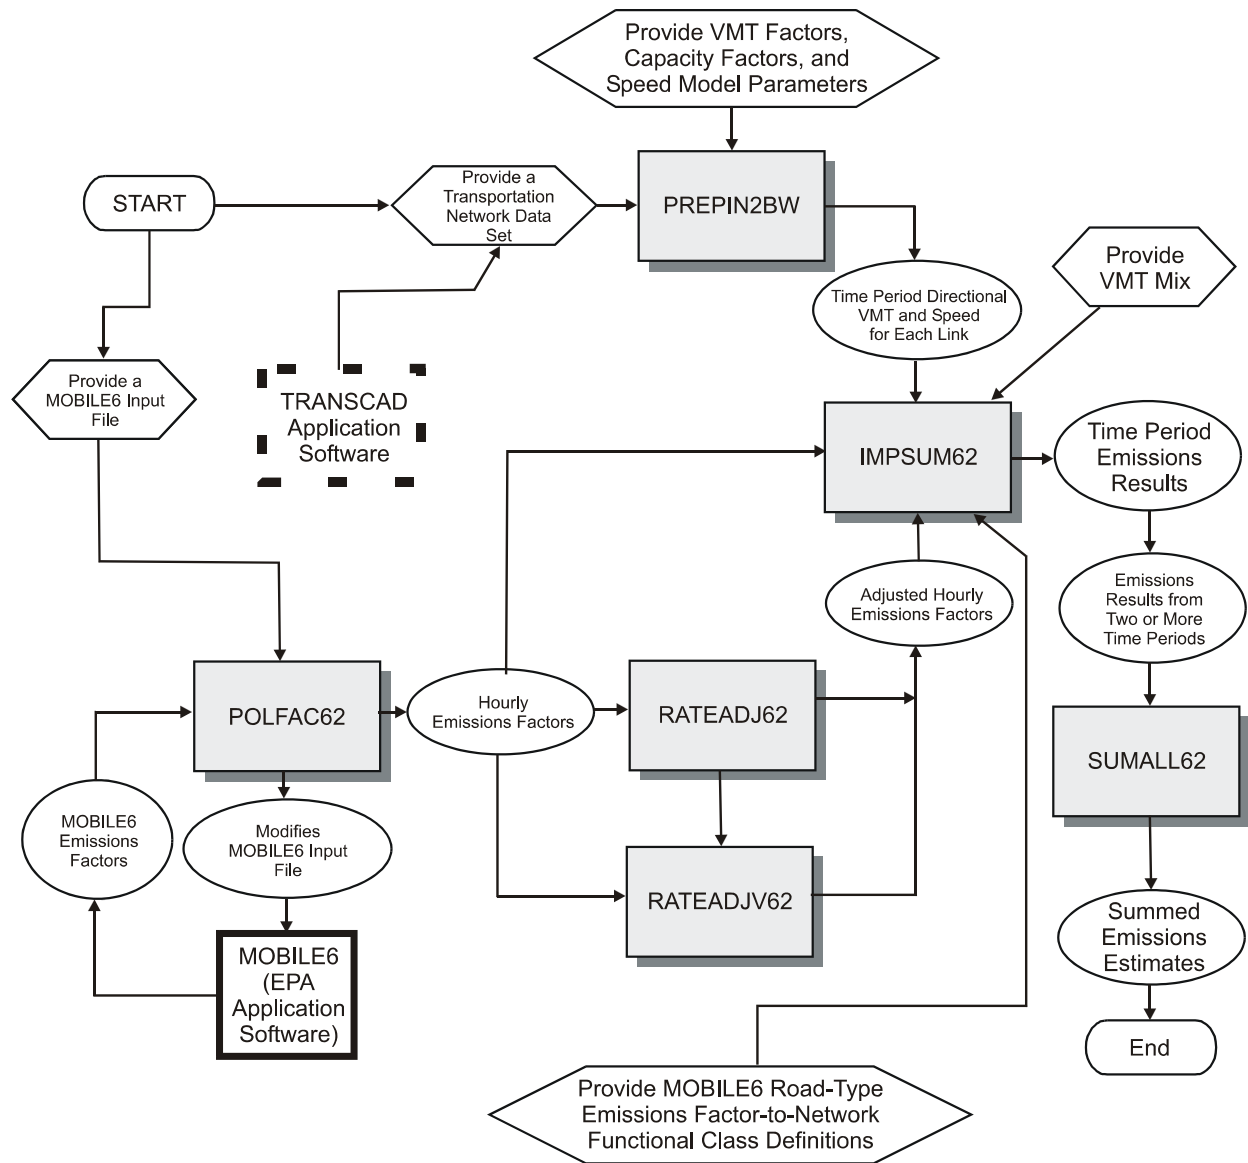 Provide VMT Factors,
Capacity Factors, and
Speed Model Parameters
START
Provide a
Transportation
Network Data
Set
PREPIN2BW
Provide
VMT Mix
Time Period Directional
VMT and Speed
for Each Link
Provide a
MOBILE6 Input
File
TRANSCAD
Application
Software
IMPSUM62
Time Period
Emissions
Results
Adjusted Hourly
Emissions Factors
Emissions
Results from
Two or More
Time Periods
POLFAC62
Hourly
Emissions Factors
RATEADJ62
SUMALL62
MOBILE6
Emissions
Factors
Modifies
MOBILE6 Input
File
RATEADJV62
Summed
Emissions
Estimates
MOBILE6
(EPA
Application
Software)
End
Provide MOBILE6 Road-Type
Emissions Factor-to-Network
Functional Class Definitions